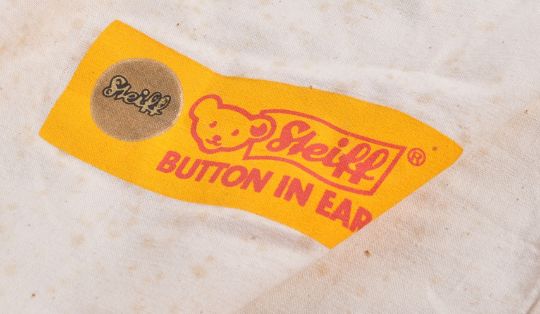 Steiff
Steiff ®
BUTTON IN EAR